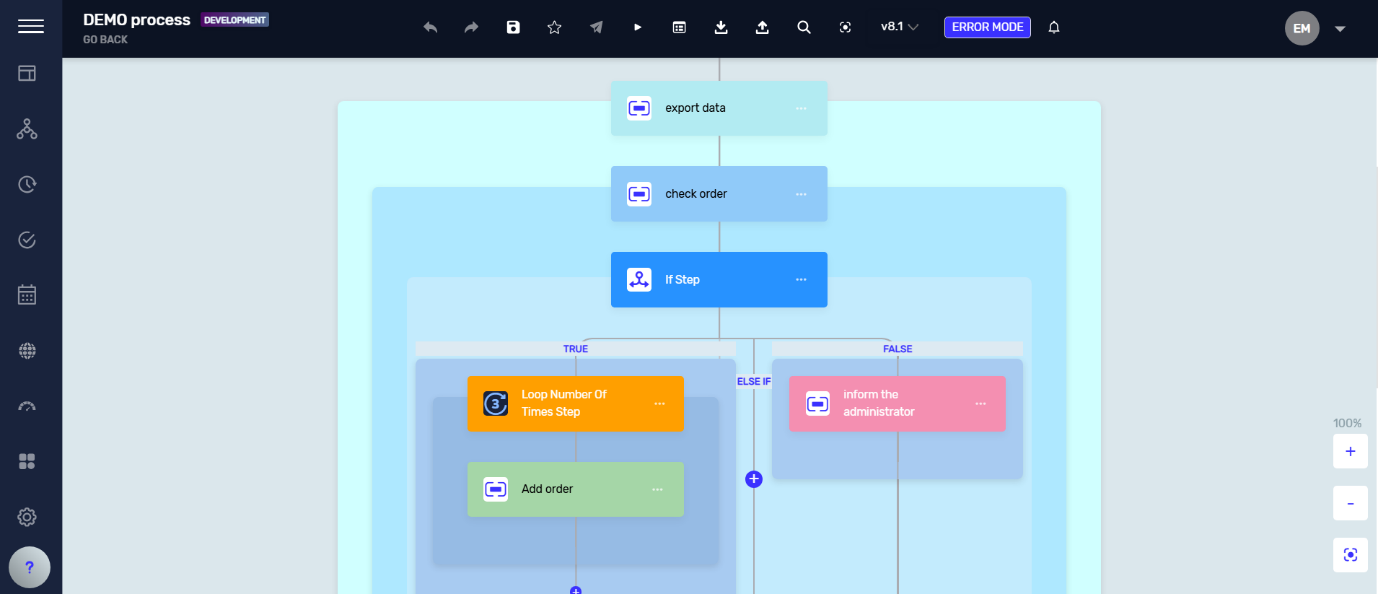 DEMO process DEVELOPMENT
GO BACK
v8.1
ERROR MODE
EM
export data
check order
If Step
TRUE
FALSE
ELSE IF
3
Loop Number Of
Times Step
inform the
administrator
Add order
100%
+
-
?